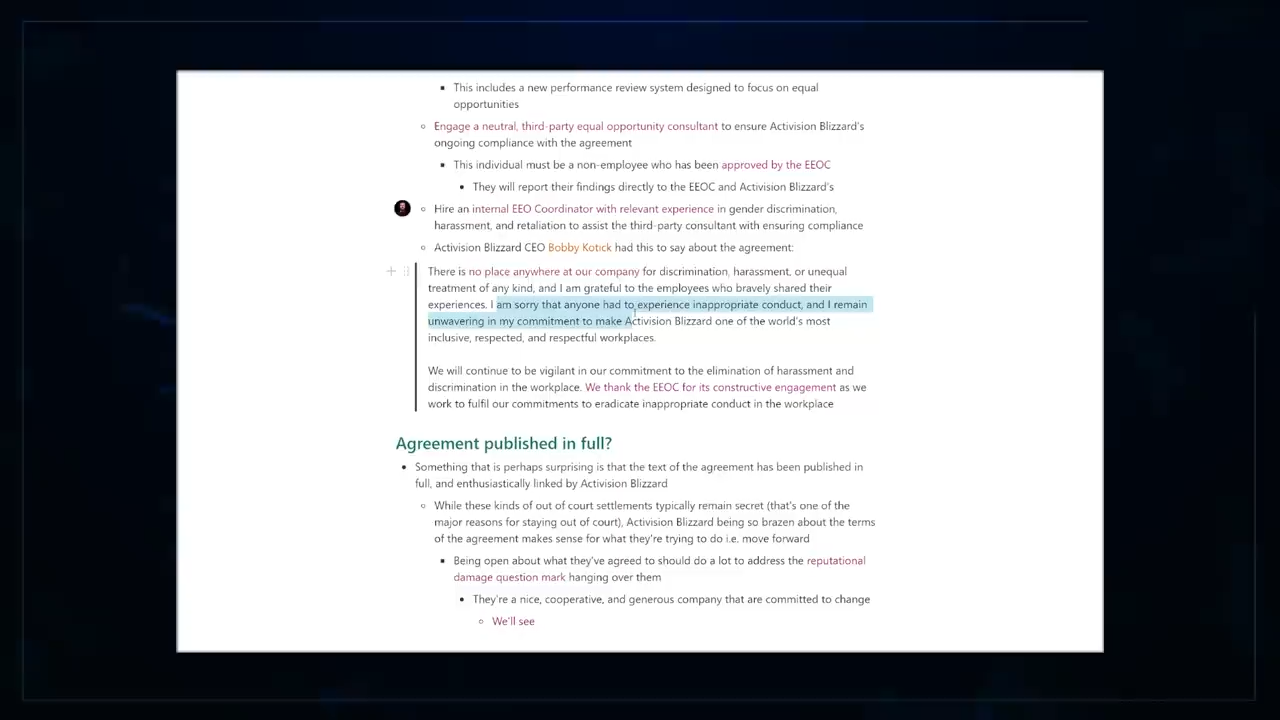 This includes a new performance review system designed to focus on equal
opportunities
Engage a neutral, third-party equal opportunity consultant to ensure Activision Blizzard's
ongoing compliance with the agreement
This individual must be a non-employee who has been approved by the EEOC
They will report their findings directly to the EEOC and Activision Blizzard's
Hire an internal EEO Coordinator with relevant experience in gender discrimination,
harassment, and retaliation to assist the third-party consultant with ensuring compliance
Activision Blizzard CEO Bobby Kotick had this to say about the agreement:
There is no place anywhere at our company for discrimination, harassment, or unequal
treatment of any kind, and I am grateful to the employees who bravely shared their
experiences. I am sorry that anyone had to experience inappropriate conduct, and I remain
unwavering in my commitment to make Activision Blizzard one of the world's most
inclusive, respected, and respectful workplaces.
We will continue to be vigilant in our commitment to the elimination of harassment and
discrimination in the workplace. We thank the EEOC for its constructive engagement as we
work to fulfil our commitments to eradicate inappropriate conduct in the workplace
Agreement published in full?
Something that is perhaps surprising is that the text of the agreement has been published in
full, and enthusiastically linked by Activision Blizzard
While these kinds of out of court settlements typically remain secret (that's one of the
major reasons for staying out of court), Activision Blizzard being so brazen about the terms
of the agreement makes sense for what they're trying to do i.e. move forward
Being open about what they've agreed to should do a lot to address the reputational
damage question mark hanging over them
They're a nice, cooperative, and generous company that are committed to change
We'll see